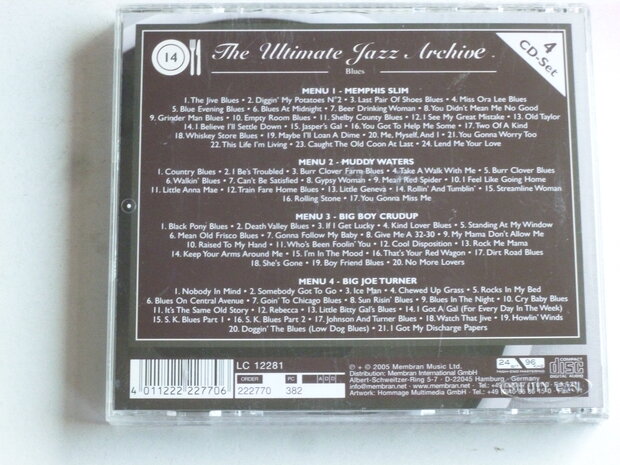 14
The Ultimate Jazz Archive
Blues
4
CD-Set
MENU 1 - MEMPHIS SLIM
1. The Jive Blues • 2. Diggin' My Potatoes N°2 • 3. Last Pair Of Shoes Blues • 4. Miss Ora Lee Blues
5. Blue Evening Blues • 6. Blues At Midnight • 7. Beer Drinking Woman • 8. You Didn't Mean Me No Good
9. Grinder Man Blues • 10. Empty Room Blues • 11. Shelby County Blues • 12. I See My Great Mistake • 13. Old Taylor
14. I Believe I'll Settle Down • 15. Jasper's Gal • 16. You Got To Help Me Some • 17. Two Of A Kind
18. Whiskey Store Blues • 19. Maybe I'll Loan A Dime • 20. Me, Myself, And I • 21. You Gonna Worry Too
22. This Life I'm Living • 23. Caught The Old Coon At Last • 24. Lend Me Your Love
MENU 2 - MUDDY WATERS
1. Country Blues • 2. I Be's Troubled • 3. Burr Clover Farm Blues • 4. Take A Walk With Me • 5. Burr Clover Blues
6. Walkin' Blues • 7. Can't Be Satisfied • 8. Gypsy Woman • 9. Mean Red Spider • 10. I Feel Like Going Home
11. Little Anna Mae • 12. Train Fare Home Blues • 13. Little Geneva • 14. Rollin' And Tumblin' • 15. Streamline Woman
16. Rolling Stone • 17. You Gonna Miss Me
MENU 3 - BIG BOY CRUDUP
1. Black Pony Blues • 2. Death Valley Blues • 3. If I Get Lucky • 4. Kind Lover Blues • 5. Standing At My Window
6. Mean Old Frisco Blues • 7. Gonna Follow My Baby • 8. Give Me A 32-30 • 9. My Mama Don't Allow Me
10. Raised To My Hand • 11. Who's Been Foolin' You • 12. Cool Disposition • 13. Rock Me Mama
14. Keep Your Arms Around Me • 15. I'm In The Mood • 16. That's Your Red Wagon • 17. Dirt Road Blues
18. She's Gone • 19. Boy Friend Blues • 20. No More Lovers
MENU 4 - BIG JOE TURNER
1. Nobody In Mind • 2. Somebody Got To Go • 3. Ice Man • 4. Chewed Up Grass • 5. Rocks In My Bed
6. Blues On Central Avenue • 7. Goin' To Chicago Blues • 8. Sun Risin' Blues • 9. Blues In The Night • 10. Cry Baby Blues
11. It's The Same Old Story • 12. Rebecca • 13. Little Bitty Gal's Blues • 14. I Got A Gal (For Every Day In The Week)
15. S. K. Blues Part 1 • 16. S. K. Blues Part 2 • 17. Johnson And Turner Blues • 18. Watch That Jive • 19. Howlin' Winds
20. Doggin' The Blues (Low Dog Blues) • 21. I Got My Discharge Papers
4 011222 227706
LC 12281
ORDER
222770
PC
382
A D D
© + ℗ 2005 Membran Music Ltd.
Distribution: Membran International GmbH
Albert-Schweitzer-Ring 5-7 • D-22045 Hamburg • Germany
Artwork: Hommage Multimedia GmbH
24 96
HIGH-END MASTERING
COMPACT
disc
DIGITAL AUDIO